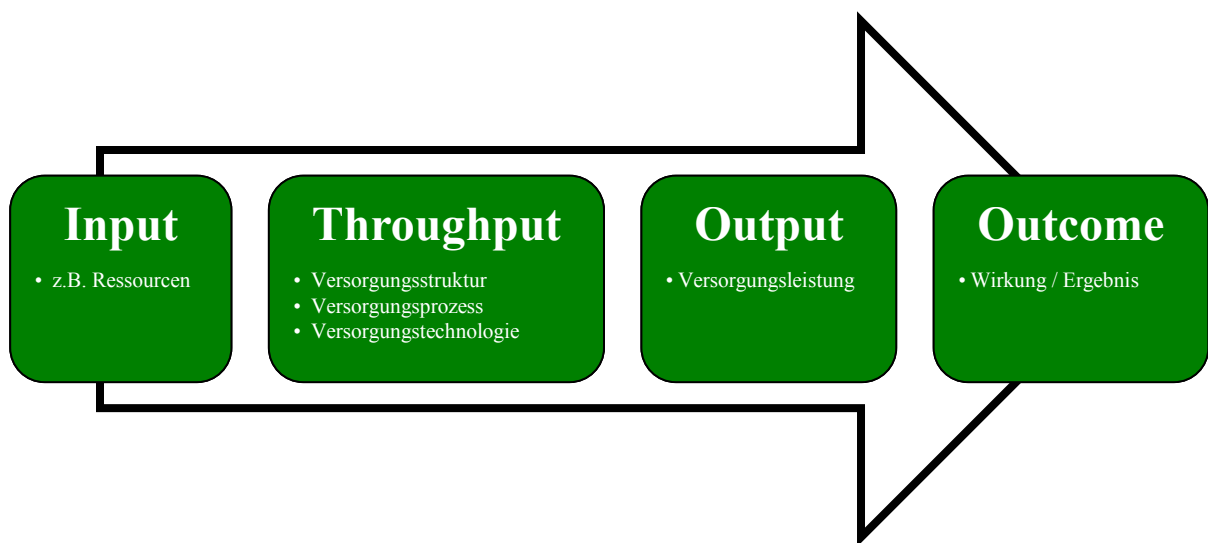 Input
• z.B. Ressourcen
Throughput
• Versorgungsstruktur
• Versorgungsprozess
• Versorgungstechnologie
Output
• Versorgungsleistung
Outcome
• Wirkung / Ergebnis